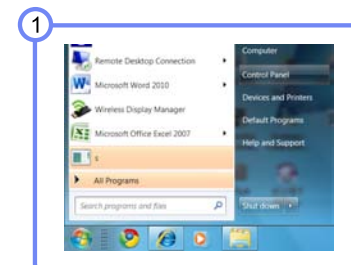 1
Computer
Remote Desktop Connection
Control Panel
Microsoft Word 2010
Devices and Printers
Wireless Display Manager
Default Programs
Microsoft Office Excel 2007
Help and Support
s
All Programs
Search programs and files
Shut down